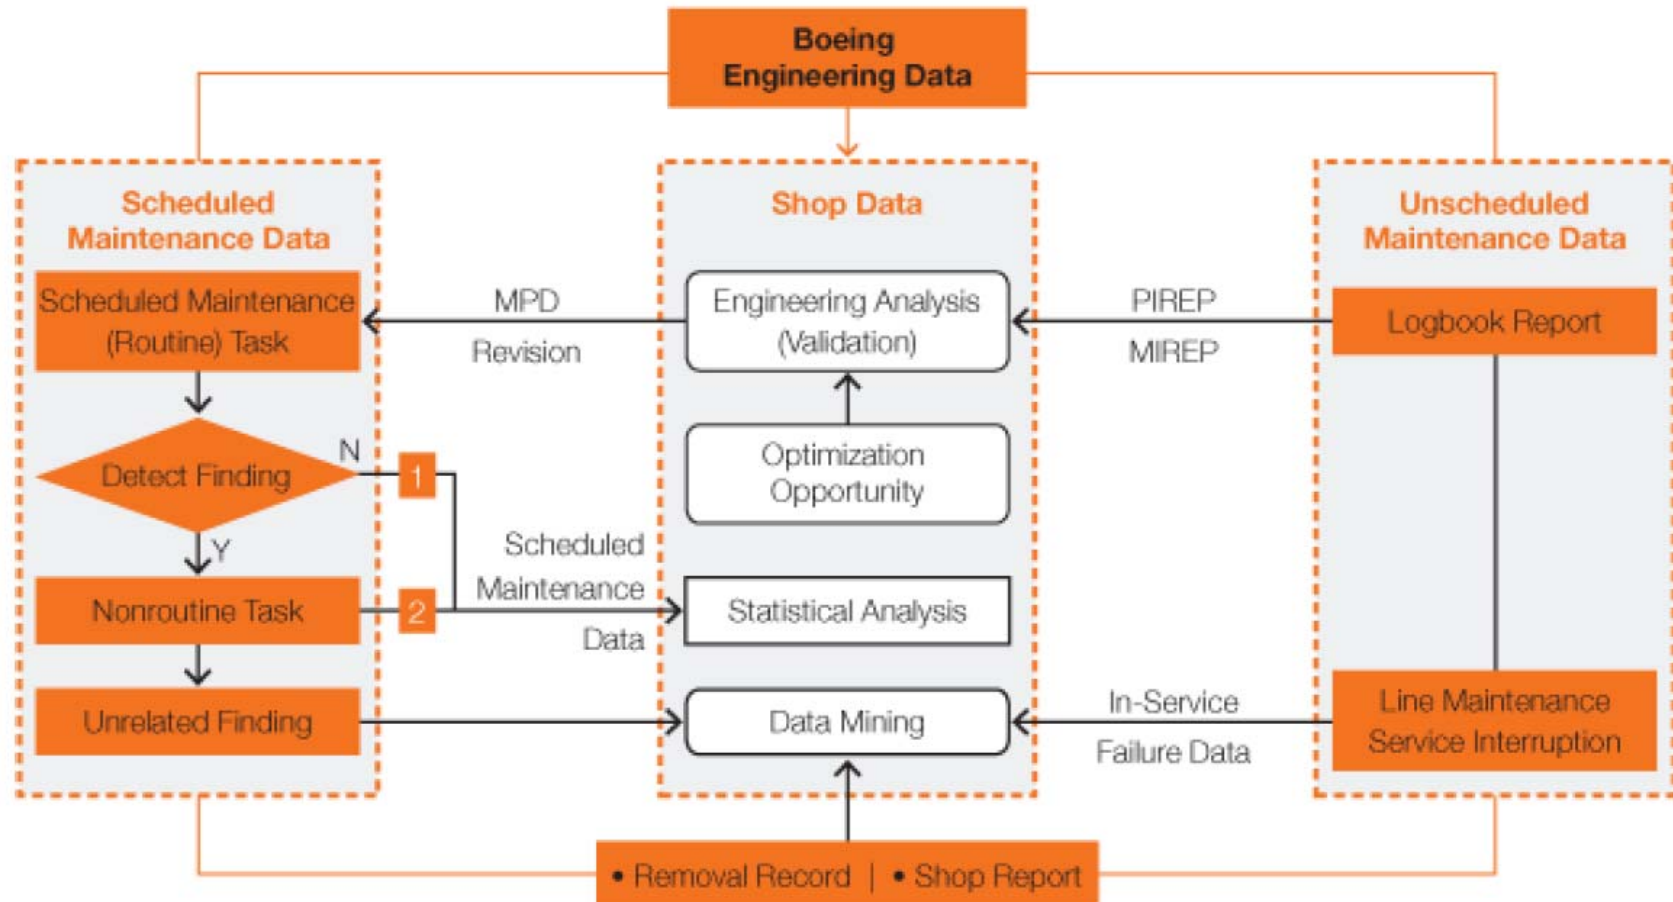 Boeing
Engineering Data
Scheduled
Maintenance Data
Scheduled Maintenance
(Routine) Task
Detect Finding
N
1
Y
Nonroutine Task
2
Unrelated Finding
MPD
Revision
Scheduled
Maintenance
Data
Shop Data
Engineering Analysis
(Validation)
Optimization
Opportunity
Statistical Analysis
Data Mining
PIREP
MIREP
In-Service
Failure Data
Unscheduled
Maintenance Data
Logbook Report
Line Maintenance
Service Interruption
• Removal Record | • Shop Report